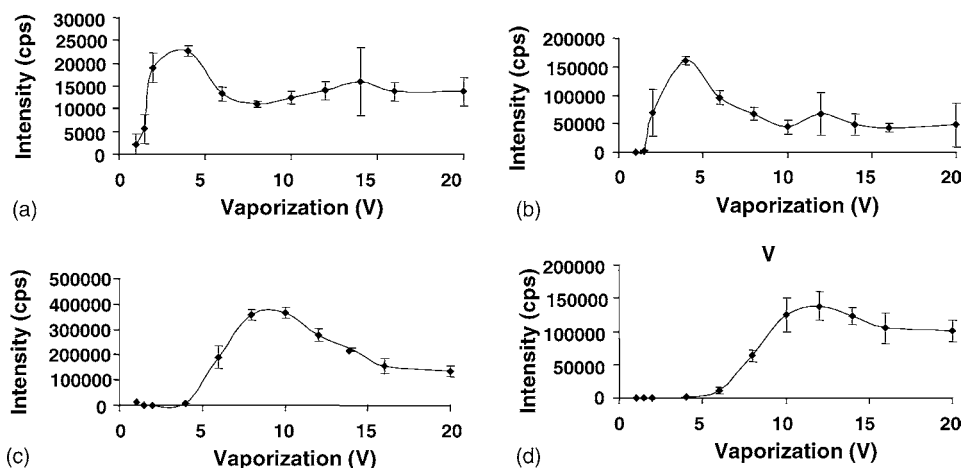 Intensity (cps)
30000
25000
20000
15000
10000
5000
0
0 5 10 15 20
Vaporization (V)
(a)
Intensity (cps)
200000
150000
100000
50000
0
0 5 10 15 20
Vaporization (V)
(b)
Intensity (cps)
500000
400000
300000
200000
100000
0
0 5 10 15 20
Vaporization (V)
(c)
V
Intensity (cps)
200000
150000
100000
50000
0
0 5 10 15 20
Vaporization (V)
(d)